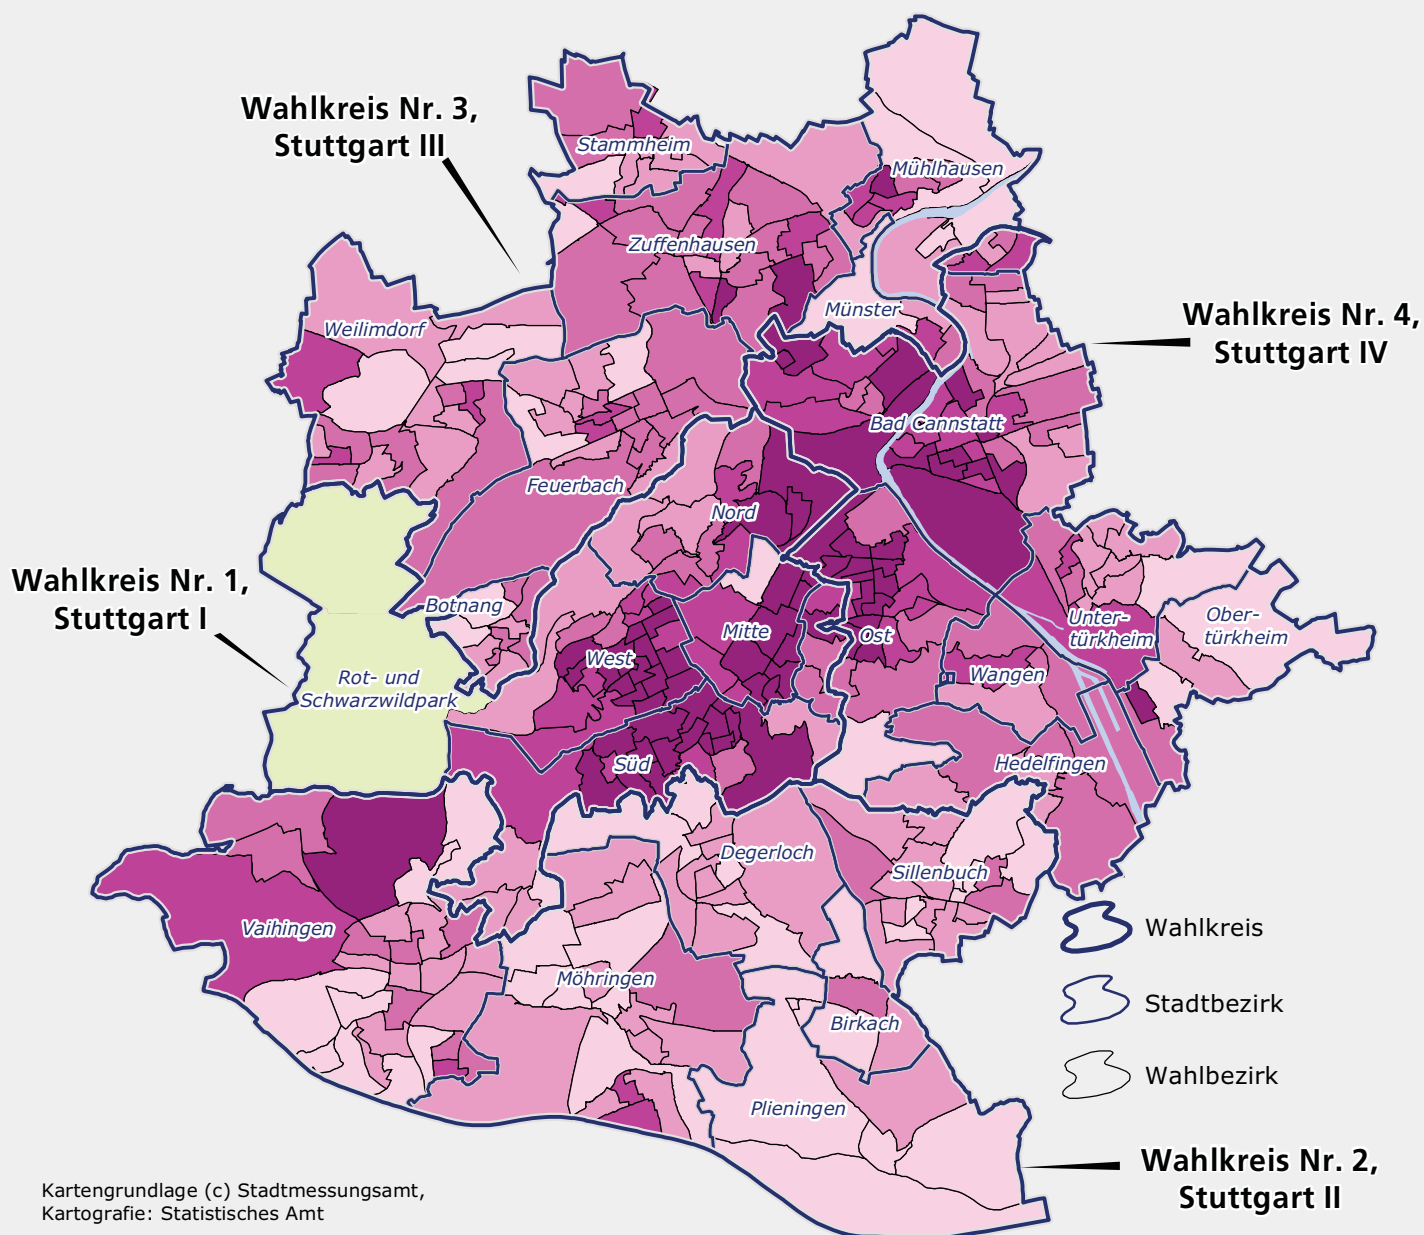 Wahlkreis Nr. 3,
Stuttgart III
Stammheim
Mühlhausen
Zuffenhausen
Münster
Weilimdorf
Wahlkreis Nr. 4,
Stuttgart IV
Bad Cannstatt
Feuerbach
Nord
Wahlkreis Nr. 1,
Stuttgart I
Botnang
Mitte
Ost
Unter-
türkheim
Ober-
türkheim
West
Wangen
Rot- und
Schwarzwildpark
Süd
Hedelfingen
Degerloch
Sillenbuch
Vaihingen
Wahlkreis
Möhringen
Stadtbezirk
Birkach
Wahlbezirk
Plieningen
Wahlkreis Nr. 2,
Stuttgart II
Kartengrundlage (c) Stadtmessungsamt,
Kartografie: Statistisches Amt